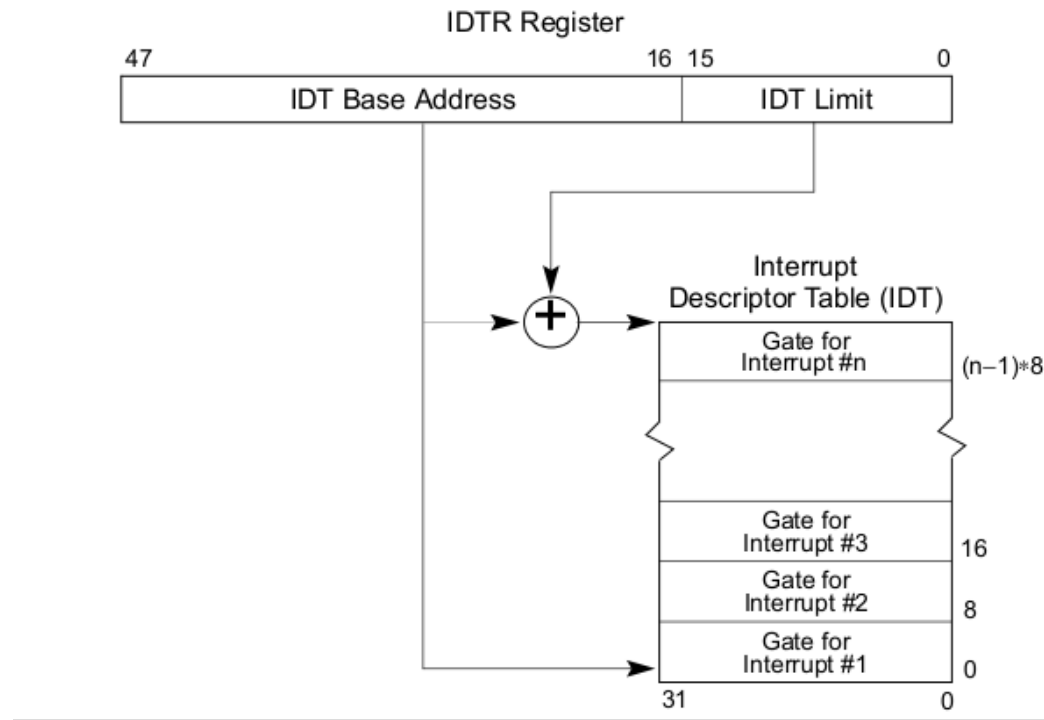 IDTR Register
47 16 15 0
IDT Base Address IDT Limit
Interrupt
Descriptor Table (IDT)
+
Gate for
Interrupt #n
(n−1)∗8
Gate for
Interrupt #3
16
Gate for
Interrupt #2
8
Gate for
Interrupt #1
0
31 0